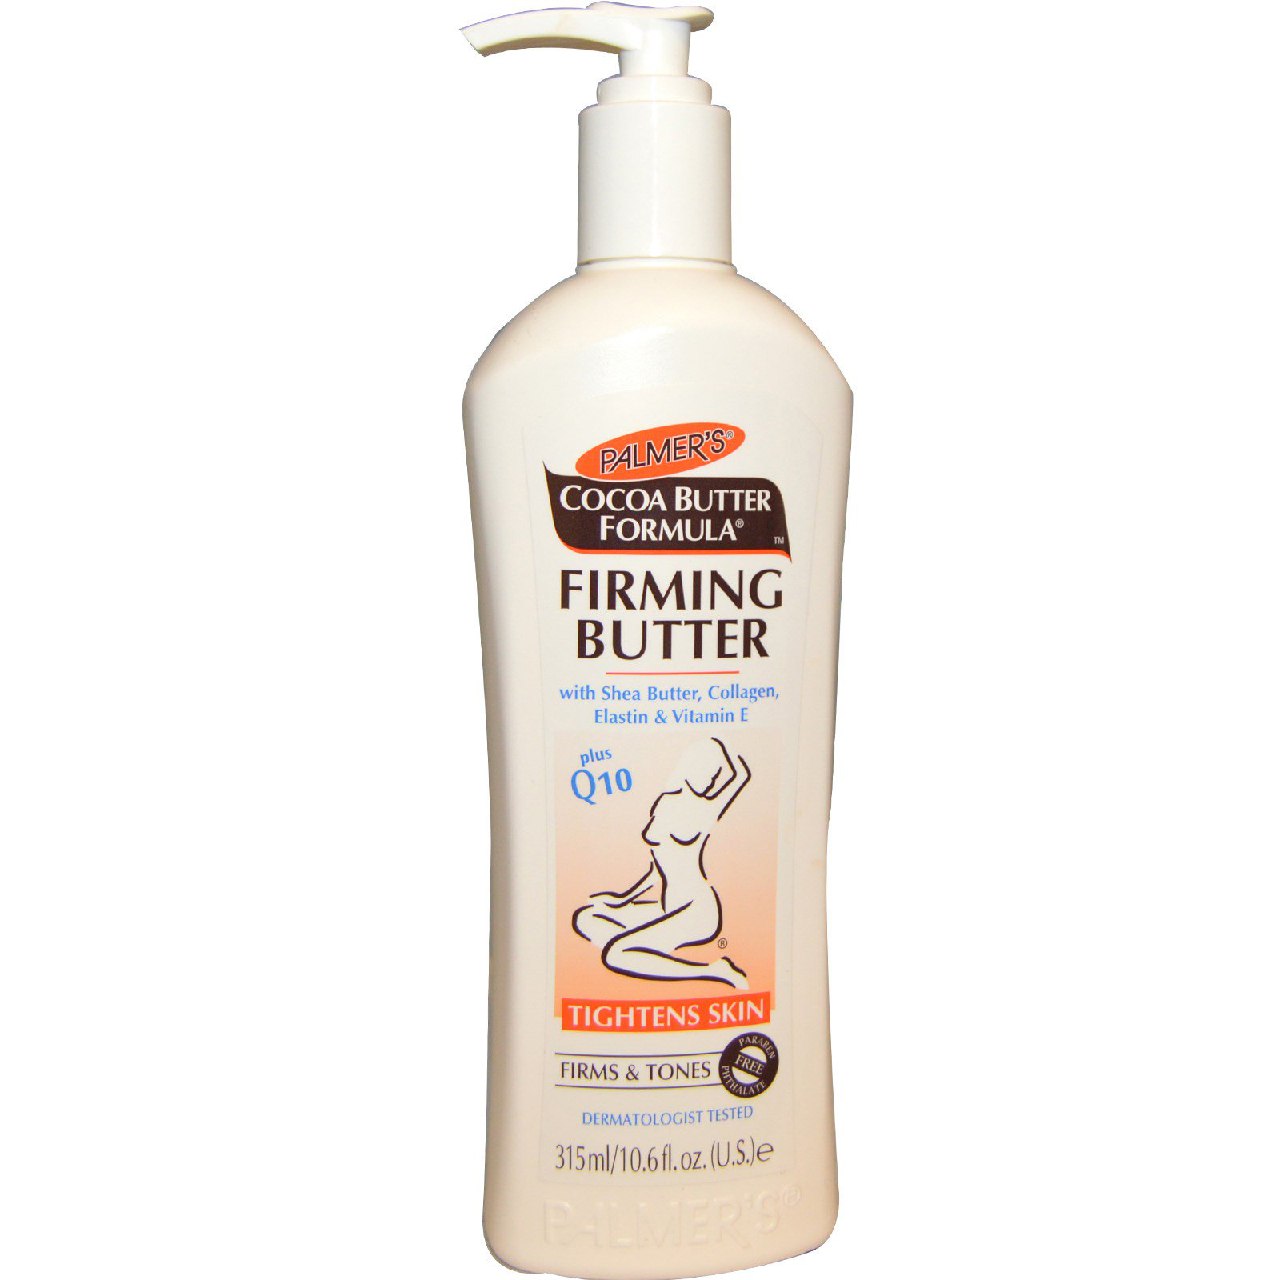 PALMER'S®
COCOA BUTTER
FORMULA®
TM
FIRMING
BUTTER
with Shea Butter, Collagen,
Elastin & Vitamin E
plus
Q10
®
TIGHTENS SKIN
PARABEN
FREE
PHTHALATE
FIRMS & TONES
DERMATOLOGIST TESTED
315ml/10.6fl.oz.(U.S.)e
PALMER'S®